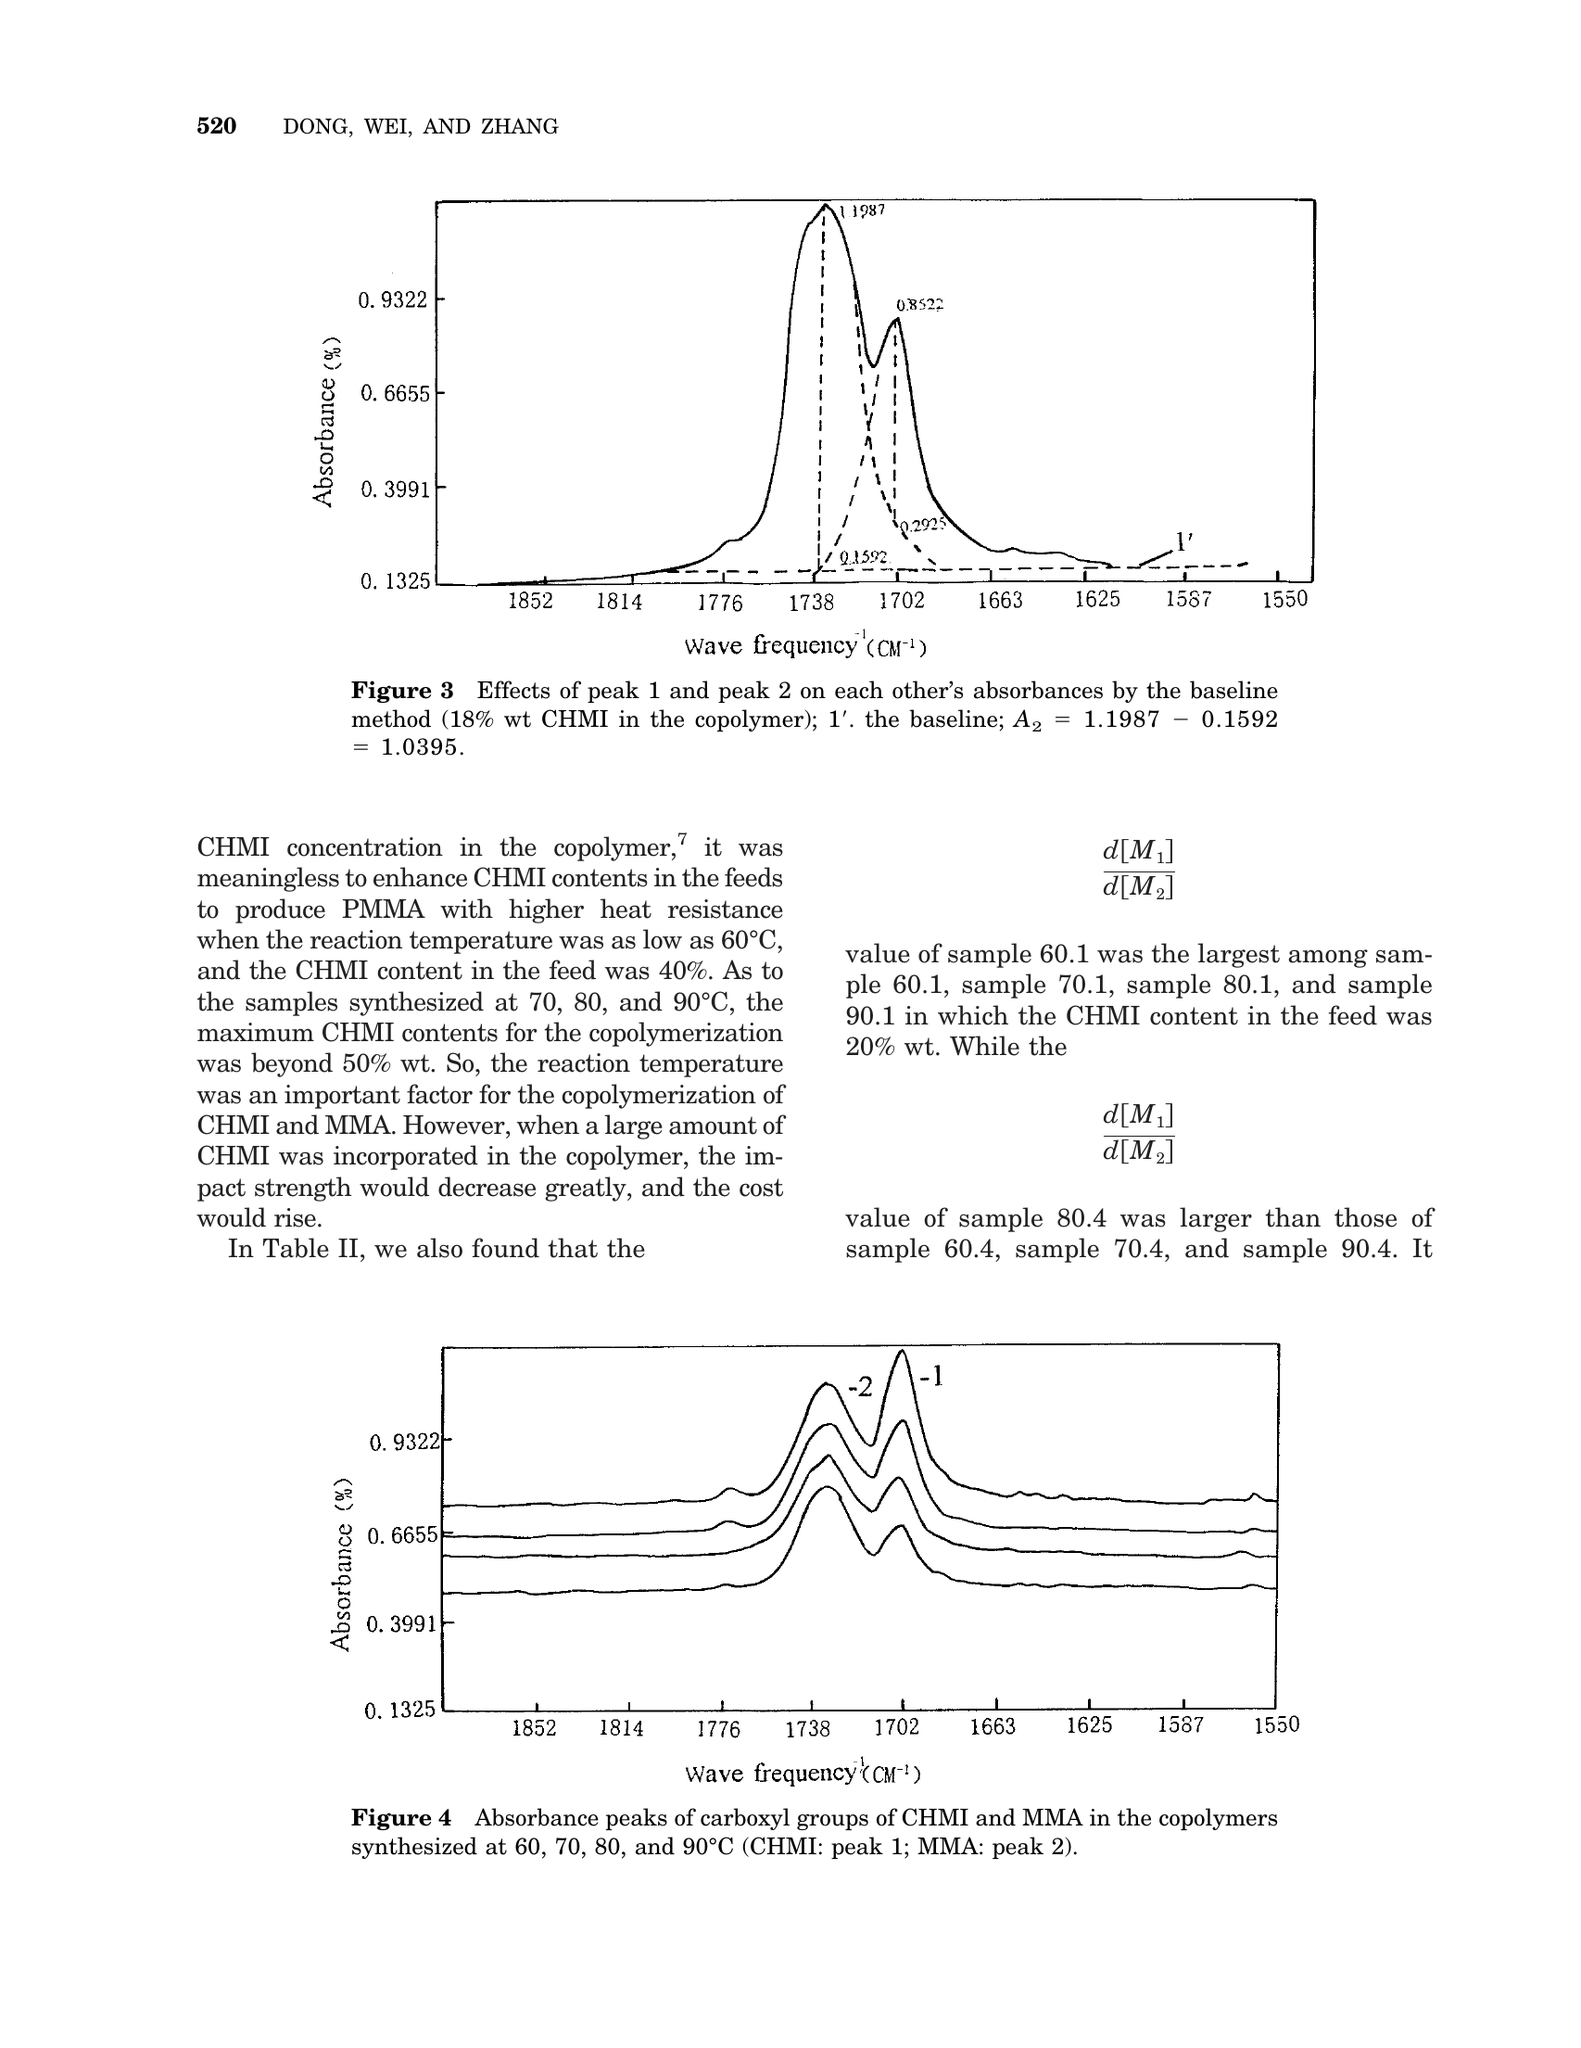 520 DONG, WEI, AND ZHANG
1.1987
0.8522
0.9322
0.6655
0.3991
0.2925
0.1592
1′
0.1325
Absorbance (%)
1852 1814 1776 1738 1702 1663 1625 1587 1550
Wave frequency⁻¹(CM⁻¹)
Figure 3 Effects of peak 1 and peak 2 on each other's absorbances by the baseline
method (18% wt CHMI in the copolymer); 1′. the baseline; A₂ = 1.1987 − 0.1592
= 1.0395.
CHMI concentration in the copolymer,⁷ it was
meaningless to enhance CHMI contents in the feeds
to produce PMMA with higher heat resistance
when the reaction temperature was as low as 60°C,
and the CHMI content in the feed was 40%. As to
the samples synthesized at 70, 80, and 90°C, the
maximum CHMI contents for the copolymerization
was beyond 50% wt. So, the reaction temperature
was an important factor for the copolymerization of
CHMI and MMA. However, when a large amount of
CHMI was incorporated in the copolymer, the im-
pact strength would decrease greatly, and the cost
would rise.
In Table II, we also found that the
d[M₁]
d[M₂]
value of sample 60.1 was the largest among sam-
ple 60.1, sample 70.1, sample 80.1, and sample
90.1 in which the CHMI content in the feed was
20% wt. While the
d[M₁]
d[M₂]
value of sample 80.4 was larger than those of
sample 60.4, sample 70.4, and sample 90.4. It
-2 -1
0.9322
0.6655
0.3991
0.1325
Absorbance (%)
1852 1814 1776 1738 1702 1663 1625 1587 1550
Wave frequency⁻¹(CM⁻¹)
Figure 4 Absorbance peaks of carboxyl groups of CHMI and MMA in the copolymers
synthesized at 60, 70, 80, and 90°C (CHMI: peak 1; MMA: peak 2).